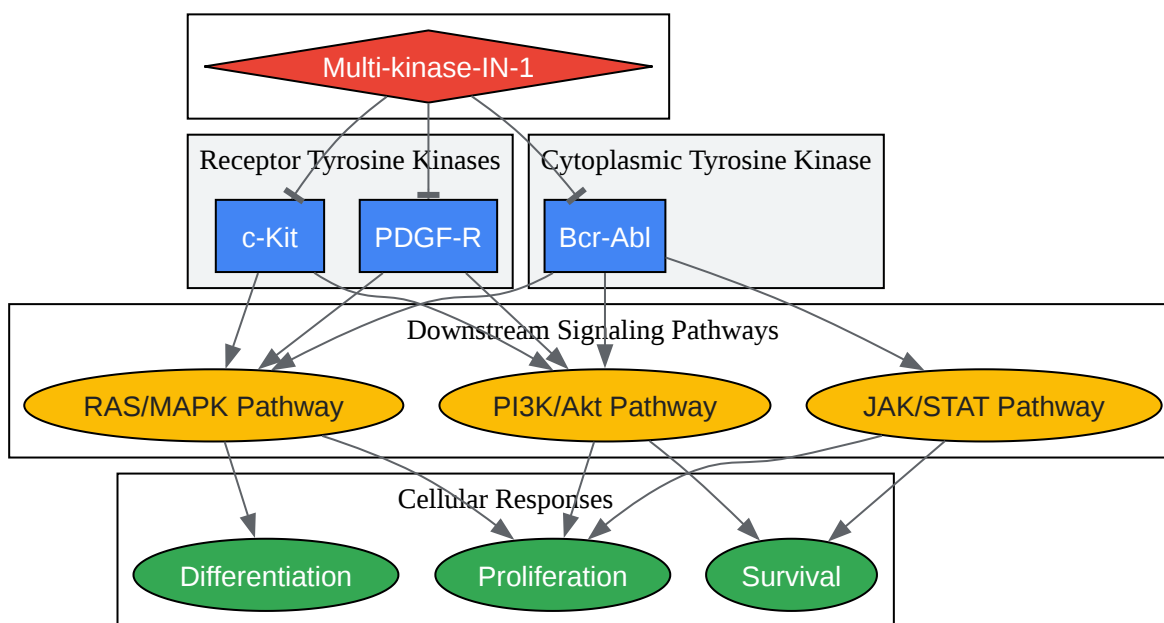 Multi-kinase-IN-1
Receptor Tyrosine Kinases
Cytoplasmic Tyrosine Kinase
c-Kit
PDGF-R
Bcr-Abl
Downstream Signaling Pathways
RAS/MAPK Pathway
PI3K/Akt Pathway
JAK/STAT Pathway
Cellular Responses
Differentiation
Proliferation
Survival